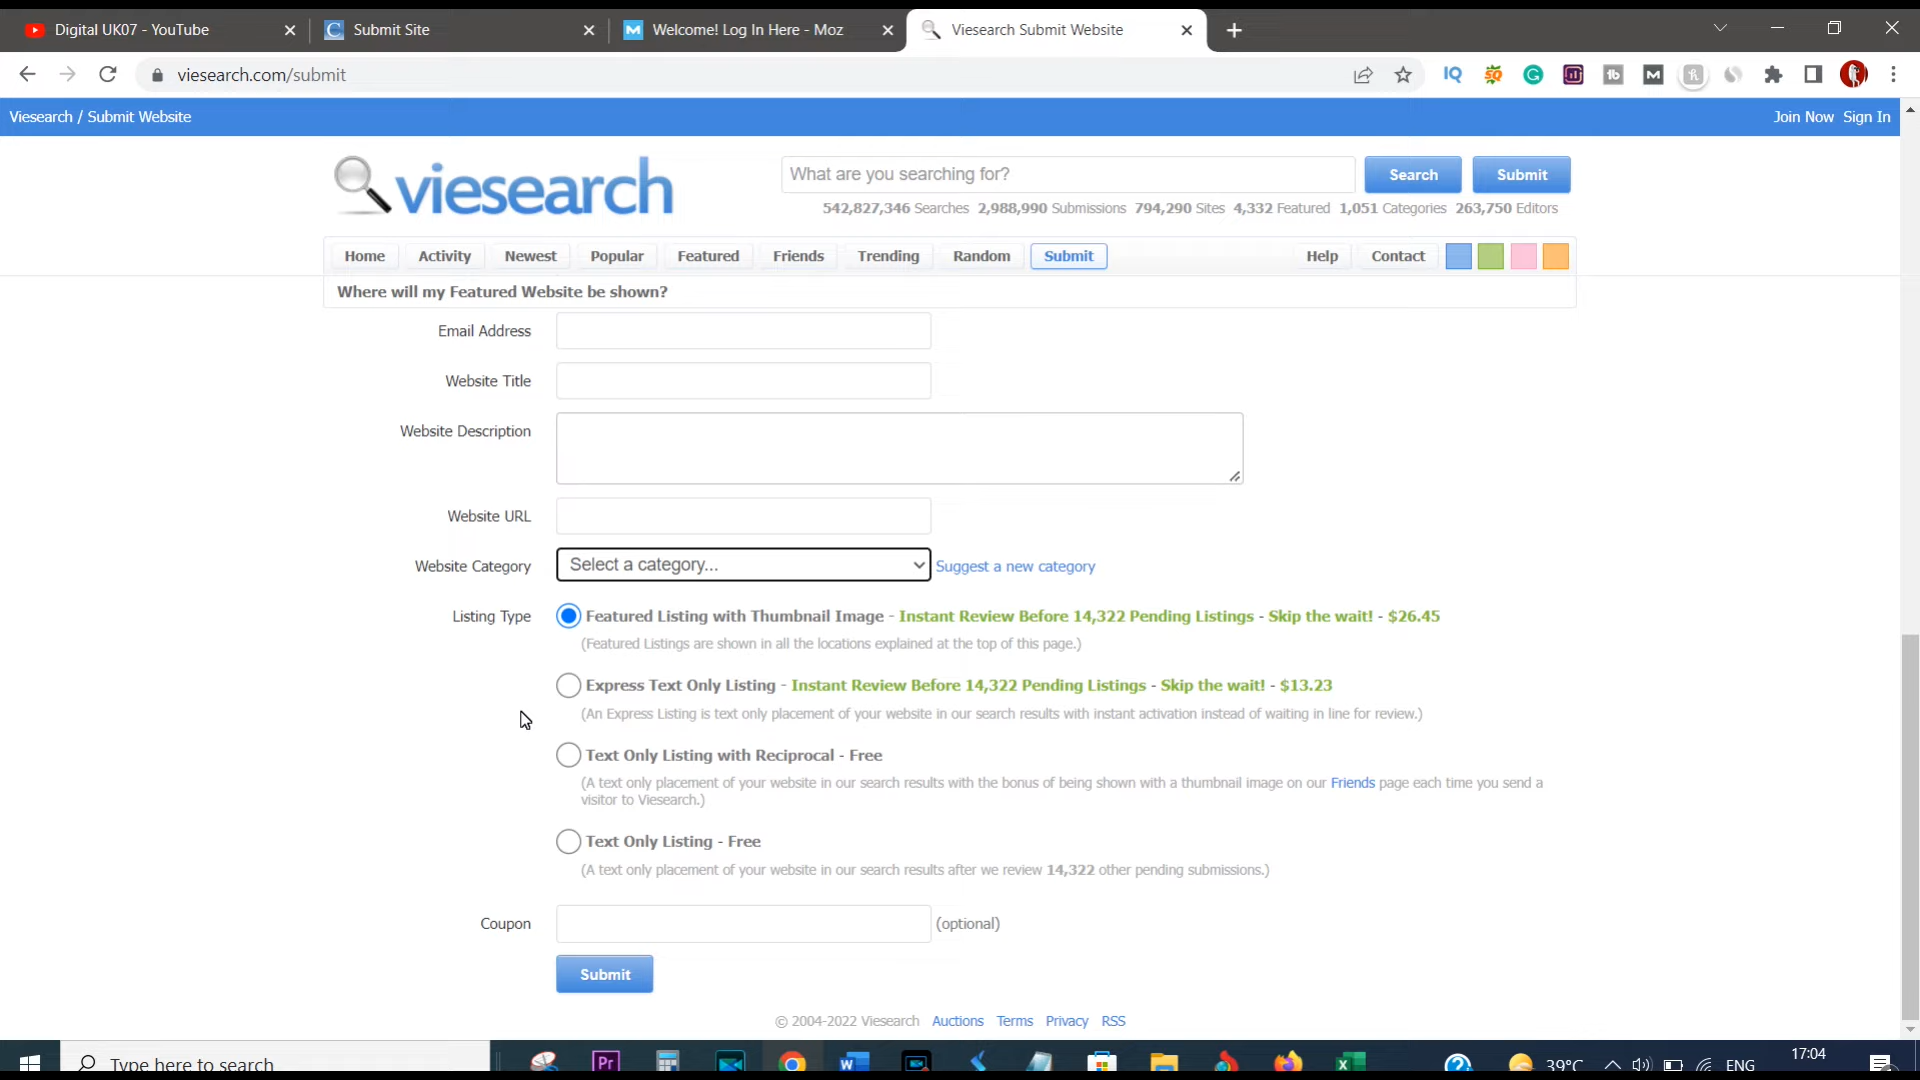 Digital UK07 - YouTube Submit Site Welcome! Log In Here - Moz Viesearch Submit Website
viesearch.com/submit
Viesearch / Submit Website Join Now Sign In
viesearch What are you searching for? Search Submit
542,827,346 Searches 2,988,990 Submissions 794,290 Sites 4,332 Featured 1,051 Categories 263,750 Editors
Home Activity Newest Popular Featured Friends Trending Random Submit Help Contact
Where will my Featured Website be shown?
Email Address
Website Title
Website Description
Website URL
Website Category Select a category... Suggest a new category
Listing Type Featured Listing with Thumbnail Image - Instant Review Before 14,322 Pending Listings - Skip the wait! - $26.45
(Featured Listings are shown in all the locations explained at the top of this page.)
Express Text Only Listing - Instant Review Before 14,322 Pending Listings - Skip the wait! - $13.23
(An Express Listing is text only placement of your website in our search results with instant activation instead of waiting in line for review.)
Text Only Listing with Reciprocal - Free
(A text only placement of your website in our search results with the bonus of being shown with a thumbnail image on our Friends page each time you send a
visitor to Viesearch.)
Text Only Listing - Free
(A text only placement of your website in our search results after we review 14,322 other pending submissions.)
Coupon (optional)
Submit
© 2004-2022 Viesearch Auctions Terms Privacy RSS
Type here to search 39°C ENG 17:04